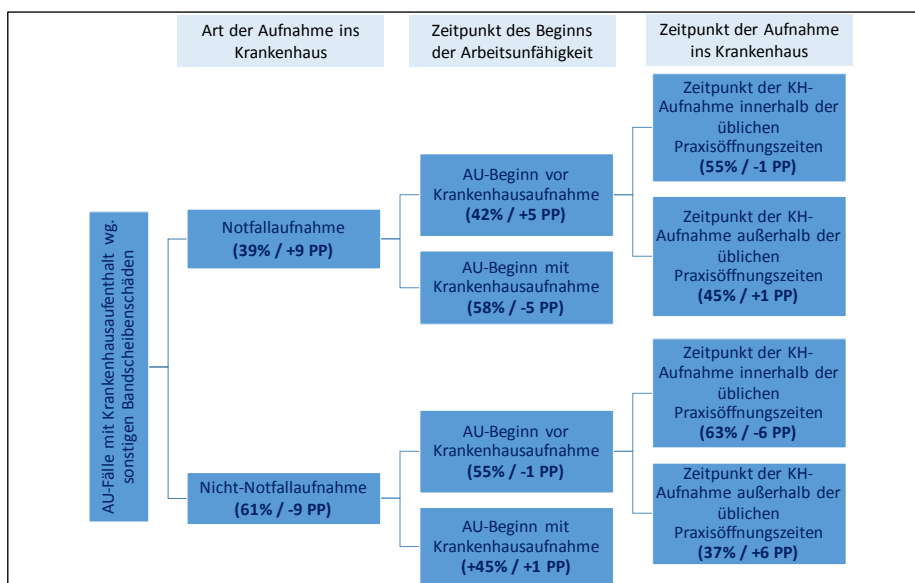 Art der Aufnahme ins
Krankenhaus
Zeitpunkt des Beginns
der Arbeitsunfähigkeit
Zeitpunkt der Aufnahme
ins Krankenhaus
AU-Fälle mit Krankenhausaufenthalt wg.
sonstigen Bandscheibenschäden
Notfallaufnahme
(39% / +9 PP)
AU-Beginn vor
Krankenhausaufnahme
(42% / +5 PP)
Zeitpunkt der KH-
Aufnahme innerhalb der
üblichen
Praxisöffnungszeiten
(55% / -1 PP)
Zeitpunkt der KH-
Aufnahme außerhalb der
üblichen
Praxisöffnungszeiten
(45% / +1 PP)
AU-Beginn mit
Krankenhausaufnahme
(58% / -5 PP)
Nicht-Notfallaufnahme
(61% / -9 PP)
AU-Beginn vor
Krankenhausaufnahme
(55% / -1 PP)
Zeitpunkt der KH-
Aufnahme innerhalb der
üblichen
Praxisöffnungszeiten
(63% / -6 PP)
Zeitpunkt der KH-
Aufnahme außerhalb der
üblichen
Praxisöffnungszeiten
(37% / +6 PP)
AU-Beginn mit
Krankenhausaufnahme
(+45% / +1 PP)